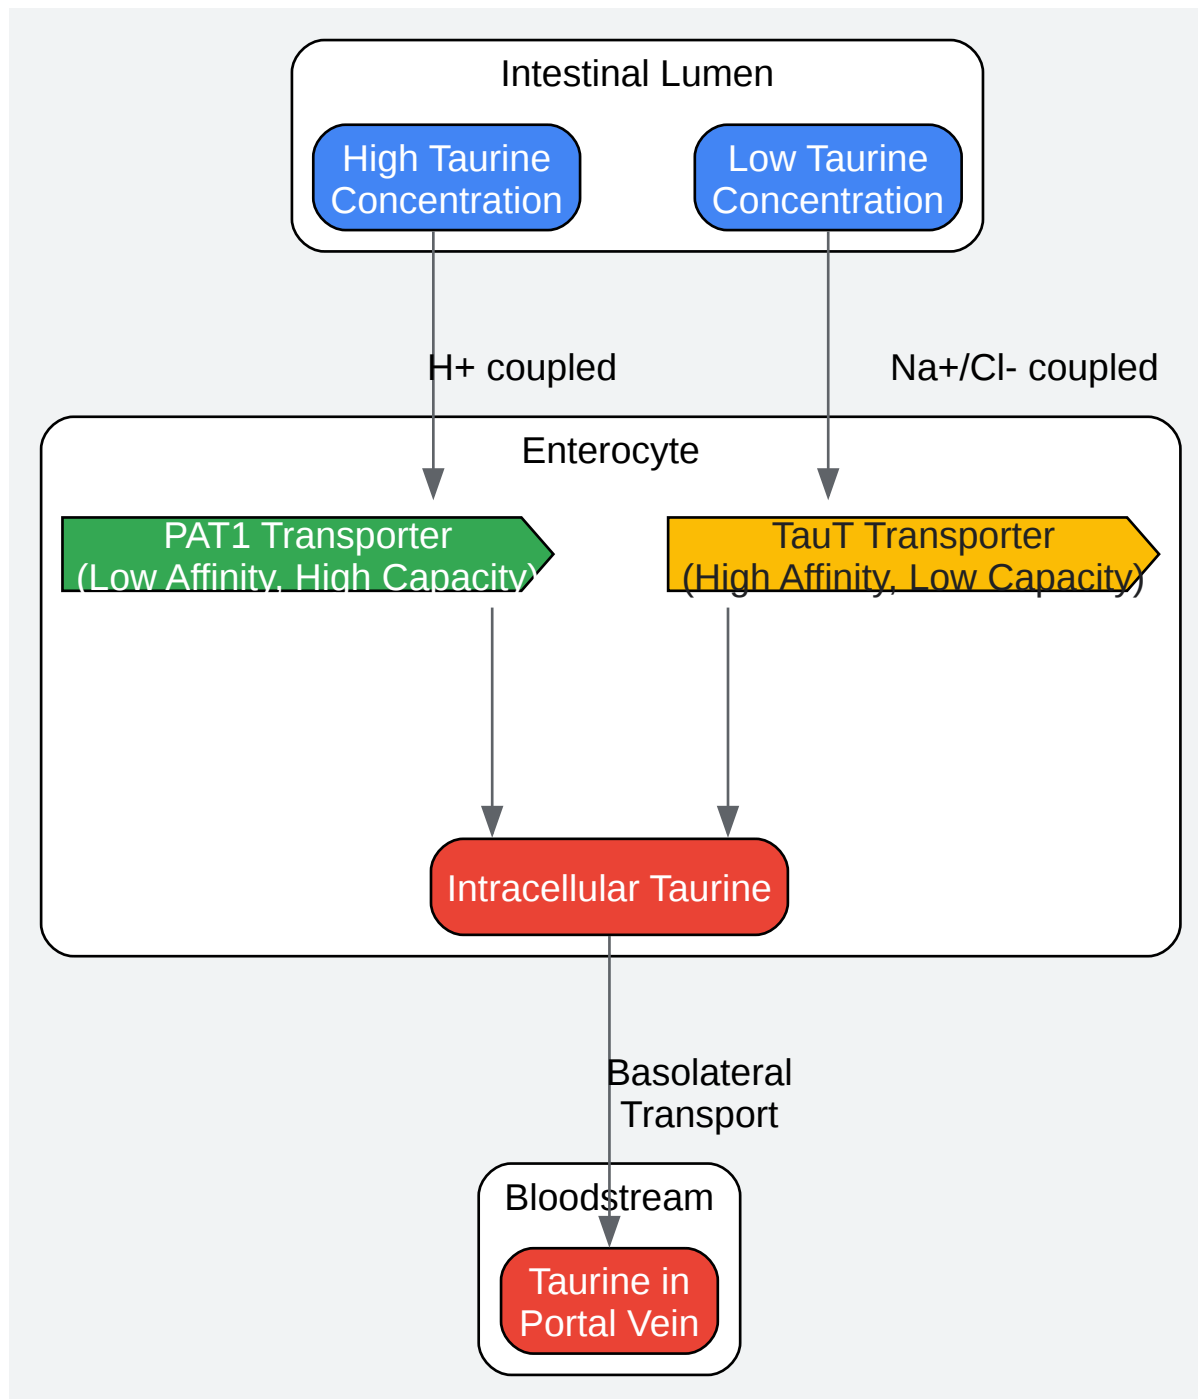 Intestinal Lumen
High Taurine
Concentration
Low Taurine
Concentration
H+ coupled
Na+/Cl- coupled
Enterocyte
PAT1 Transporter
(Low Affinity, High Capacity)
TauT Transporter
(High Affinity, Low Capacity)
Intracellular Taurine
Basolateral
Transport
Bloodstream
Taurine in
Portal Vein